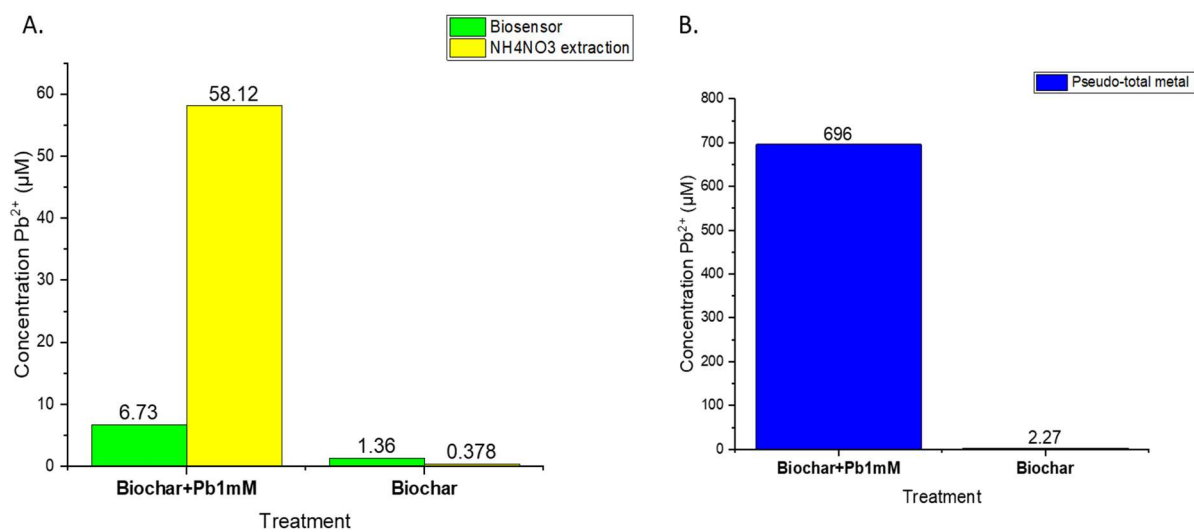 A.
Biosensor
NH4NO3 extraction
Concentration Pb²⁺ (µM)
60
50
40
30
20
10
0
58.12
6.73
1.36
0.378
Biochar+Pb1mM
Biochar
Treatment
B.
Pseudo-total metal
Concentration Pb²⁺ (µM)
800
700
600
500
400
300
200
100
0
696
2.27
Biochar+Pb1mM
Biochar
Treatment